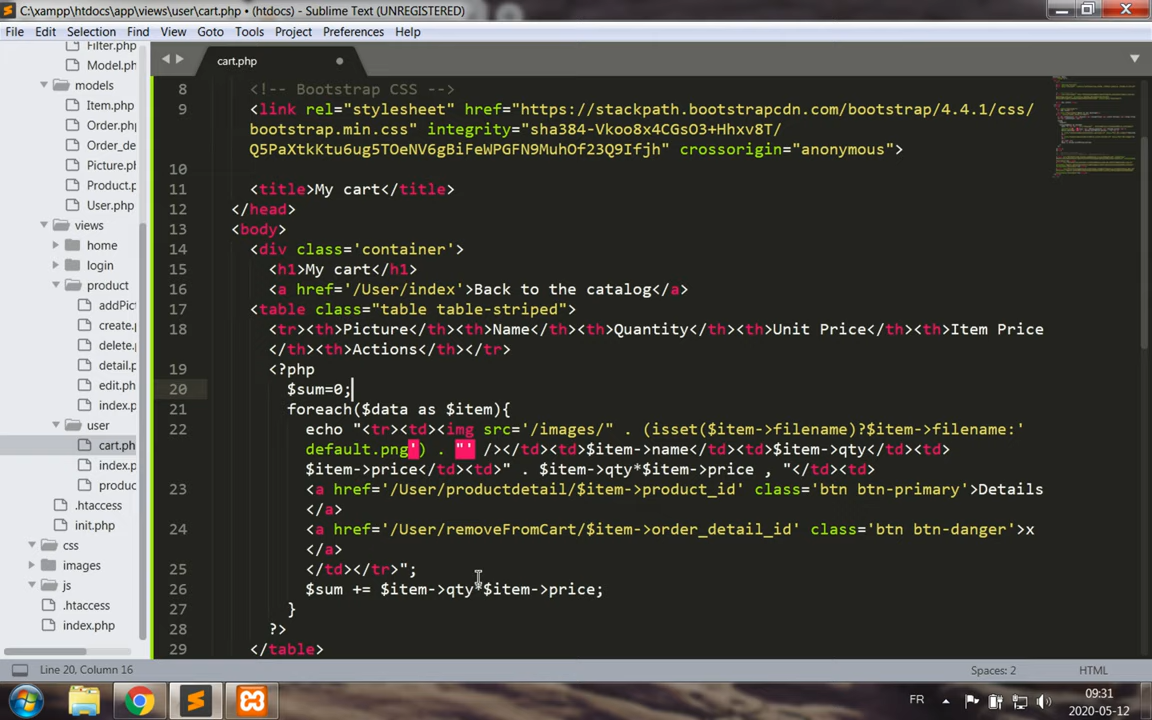 C:\xampp\htdocs\app\views\user\cart.php • (htdocs) - Sublime Text (UNREGISTERED)
File Edit Selection Find View Goto Tools Project Preferences Help
Filter.php
Model.ph
models
Item.php
Order.ph
Order_de
Picture.p
Product.p
User.php
views
home
login
product
addPict
create.p
delete.p
detail.p
edit.ph
index.p
user
cart.ph
index.p
produc
.htaccess
init.php
css
images
js
.htaccess
index.php
cart.php
8 <!-- Bootstrap CSS -->
9 <link rel="stylesheet" href="https://stackpath.bootstrapcdn.com/bootstrap/4.4.1/css/
bootstrap.min.css" integrity="sha384-Vkoo8x4CGsO3+Hhxv8T/
Q5PaXtkKtu6ug5TOeNV6gBiFeWPGFN9MuhOf23Q9Ifjh" crossorigin="anonymous">
10
11 <title>My cart</title>
12 </head>
13 <body>
14 <div class='container'>
15 <h1>My cart</h1>
16 <a href='/User/index'>Back to the catalog</a>
17 <table class="table table-striped">
18 <tr><th>Picture</th><th>Name</th><th>Quantity</th><th>Unit Price</th><th>Item Price
</th><th>Actions</th></tr>
19 <?php
20 $sum=0;
21 foreach($data as $item){
22 echo "<tr><td><img src='/images/" . (isset($item->filename)?$item->filename:'
default.png') . "' /></td><td>$item->name</td><td>$item->qty</td><td>
$item->price</td><td>" . $item->qty*$item->price , "</td><td>
23 <a href='/User/productdetail/$item->product_id' class='btn btn-primary'>Details
</a>
24 <a href='/User/removeFromCart/$item->order_detail_id' class='btn btn-danger'>x
</a>
25 </td></tr>";
26 $sum += $item->qty*$item->price;
27 }
28 ?>
29 </table>
Line 20, Column 16
Spaces: 2
HTML
FR
09:31
2020-05-12